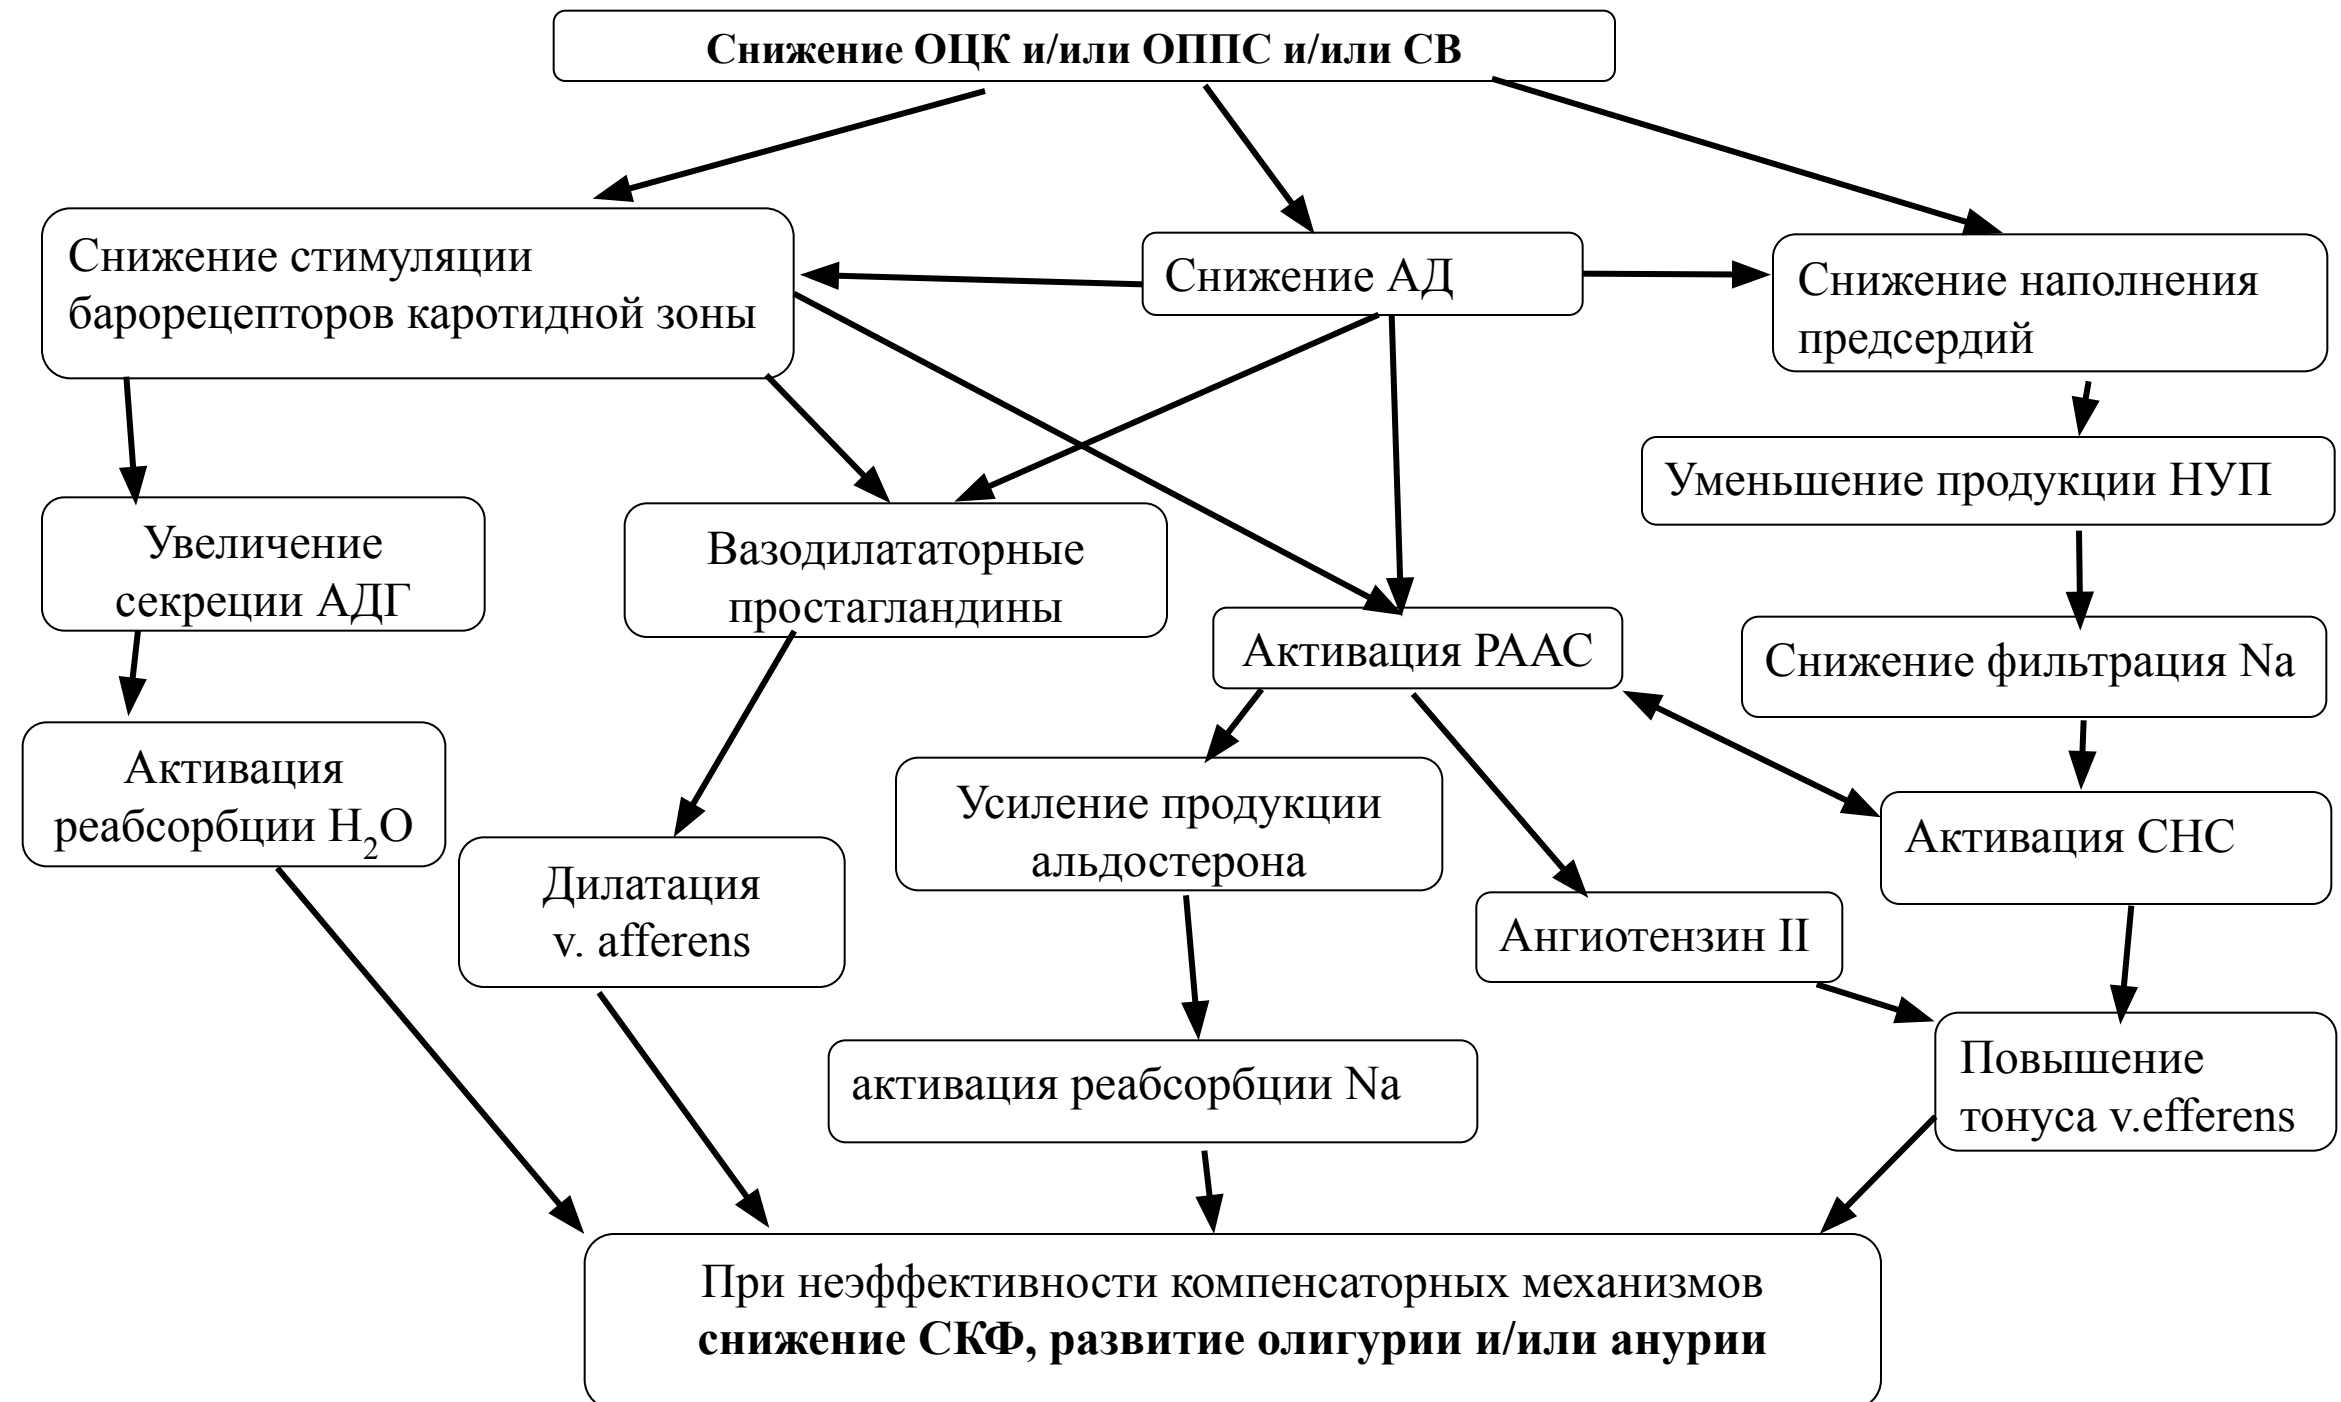 Снижение ОЦК и/или ОППС и/или СВ
Снижение стимуляции
барорецепторов каротидной зоны
Снижение АД
Снижение наполнения
предсердий
Уменьшение продукции НУП
Увеличение
секреции АДГ
Вазодилататорные
простагландины
Активация РААС
Снижение фильтрация Na
Активация
реабсорбции H₂O
Усиление продукции
альдостерона
Активация СНС
Дилатация
v. afferens
Ангиотензин II
активация реабсорбции Na
Повышение
тонуса v.efferens
При неэффективности компенсаторных механизмов
снижение СКФ, развитие олигурии и/или анурии